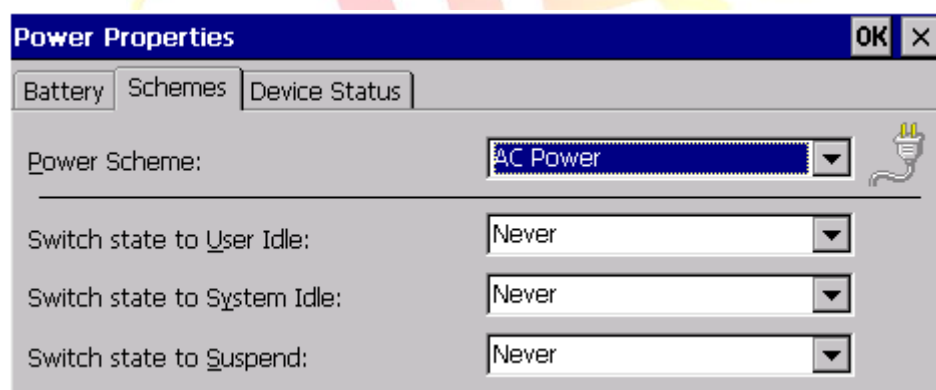 Power Properties OK ×
Battery Schemes Device Status
Power Scheme: AC Power
Switch state to User Idle: Never
Switch state to System Idle: Never
Switch state to Suspend: Never